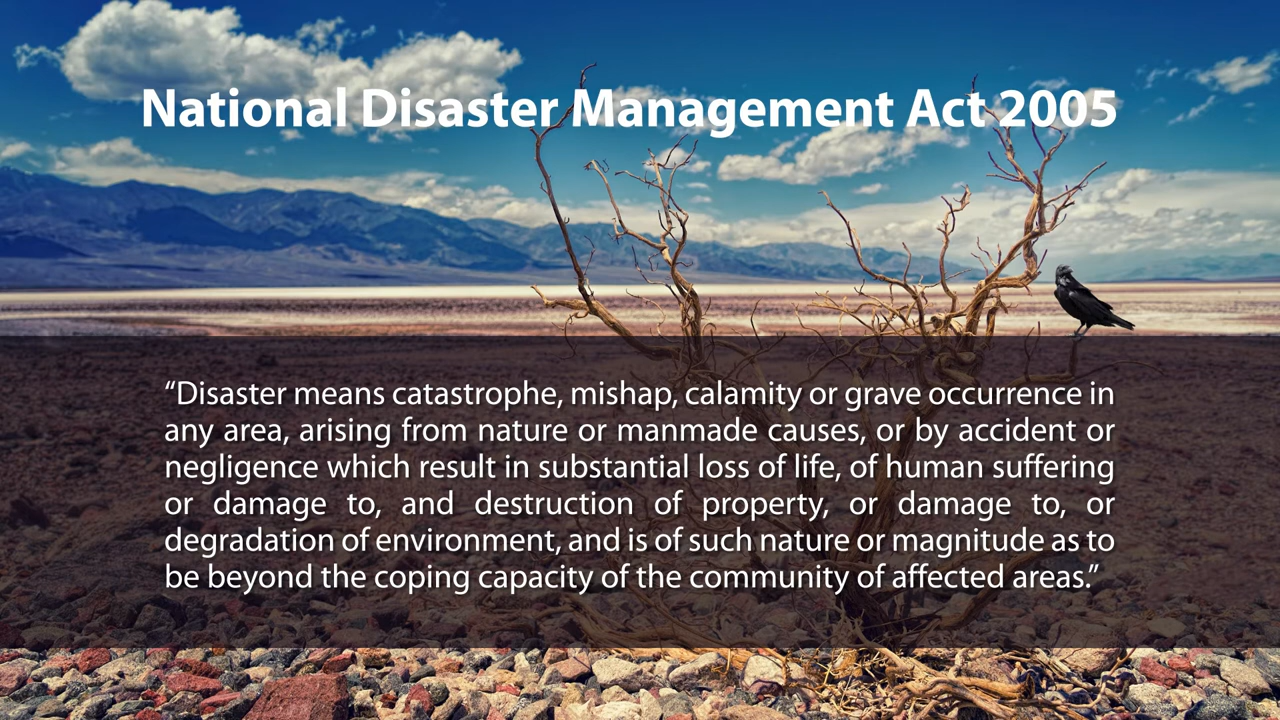 National Disaster Management Act 2005
“Disaster means catastrophe, mishap, calamity or grave occurrence in
any area, arising from nature or manmade causes, or by accident or
negligence which result in substantial loss of life, of human suffering
or damage to, and destruction of property, or damage to, or
degradation of environment, and is of such nature or magnitude as to
be beyond the coping capacity of the community of affected areas.”